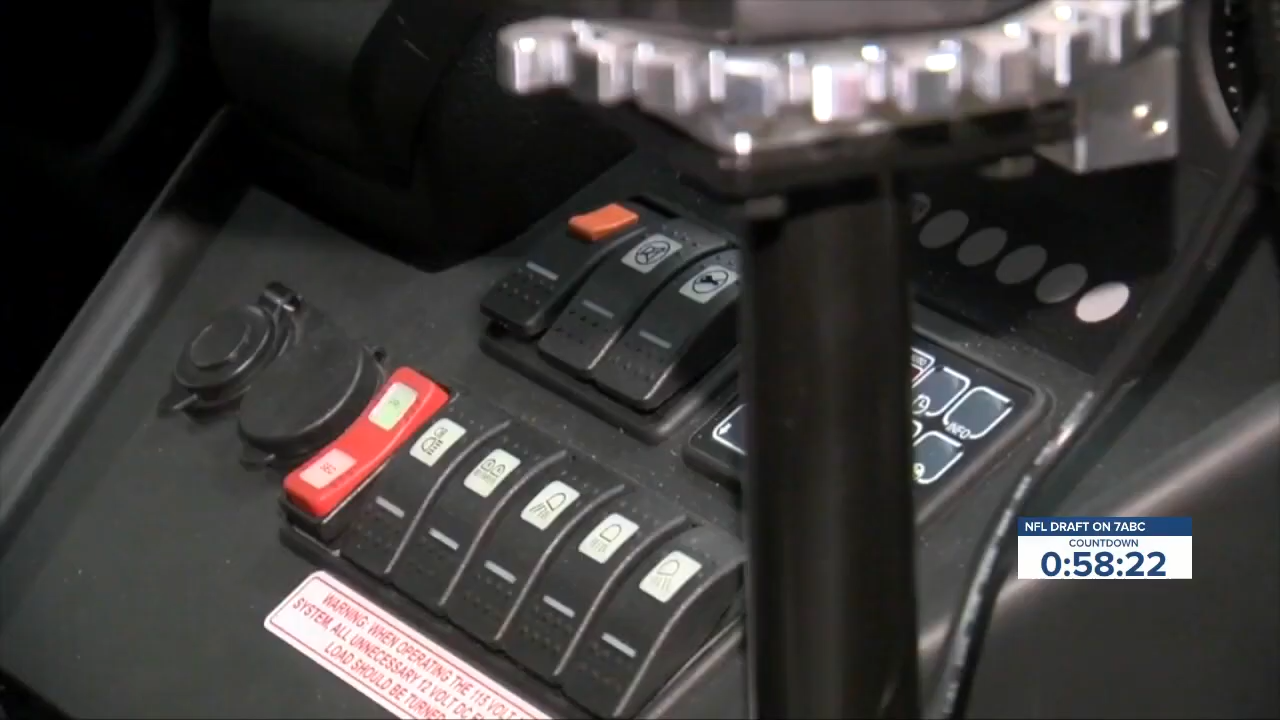 INFO
NFL DRAFT ON 7ABC
COUNTDOWN
0:58:22
WARNING: WHEN OPERATING THE 115 VOLT
SYSTEM, ALL UNNECESSARY 12 VOLT DC
LOAD SHOULD BE TURNED